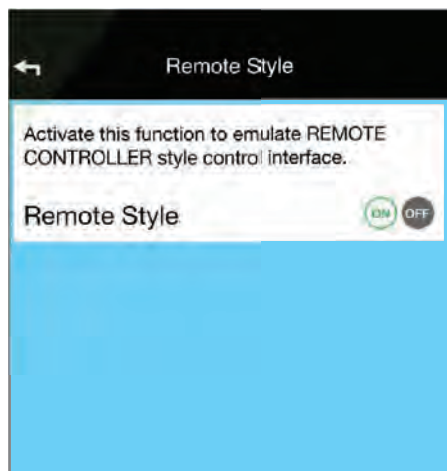 Remote Style
Activate this function to emulate REMOTE
CONTROLLER style control interface.
Remote Style
ON OFF